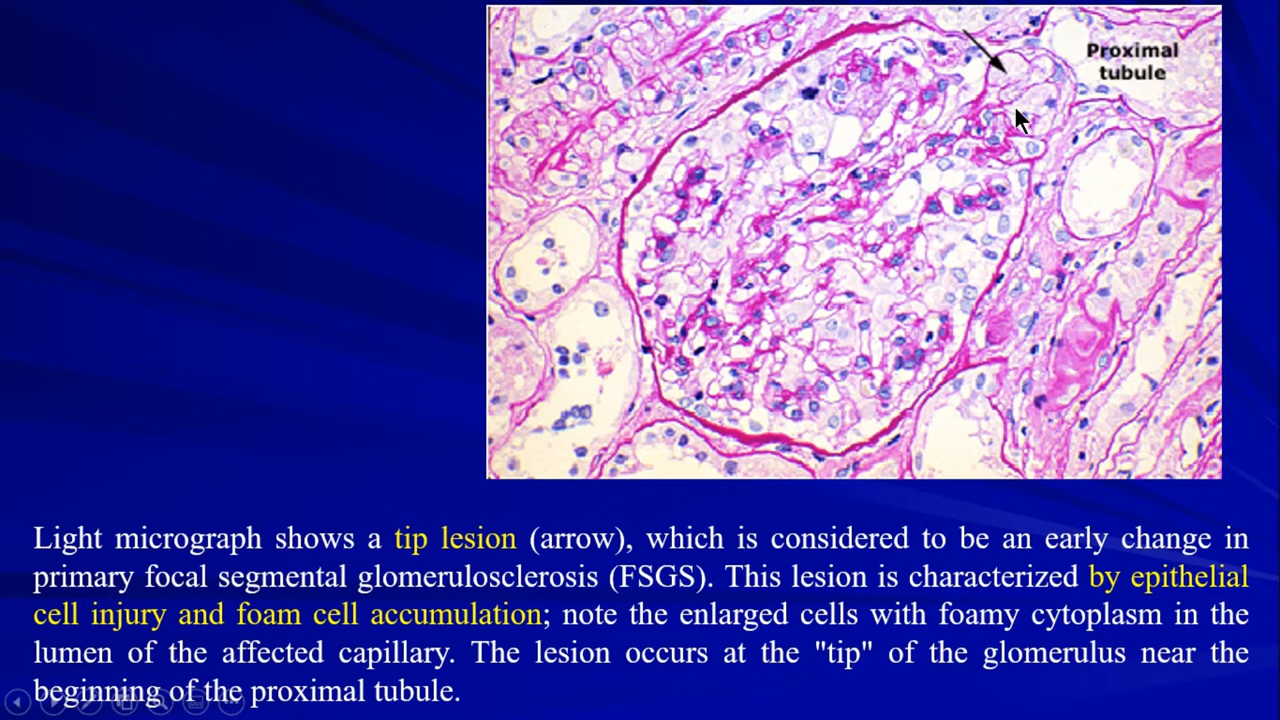 Proximal
tubule
Light micrograph shows a tip lesion (arrow), which is considered to be an early change in
primary focal segmental glomerulosclerosis (FSGS). This lesion is characterized by epithelial
cell injury and foam cell accumulation; note the enlarged cells with foamy cytoplasm in the
lumen of the affected capillary. The lesion occurs at the "tip" of the glomerulus near the
beginning of the proximal tubule.